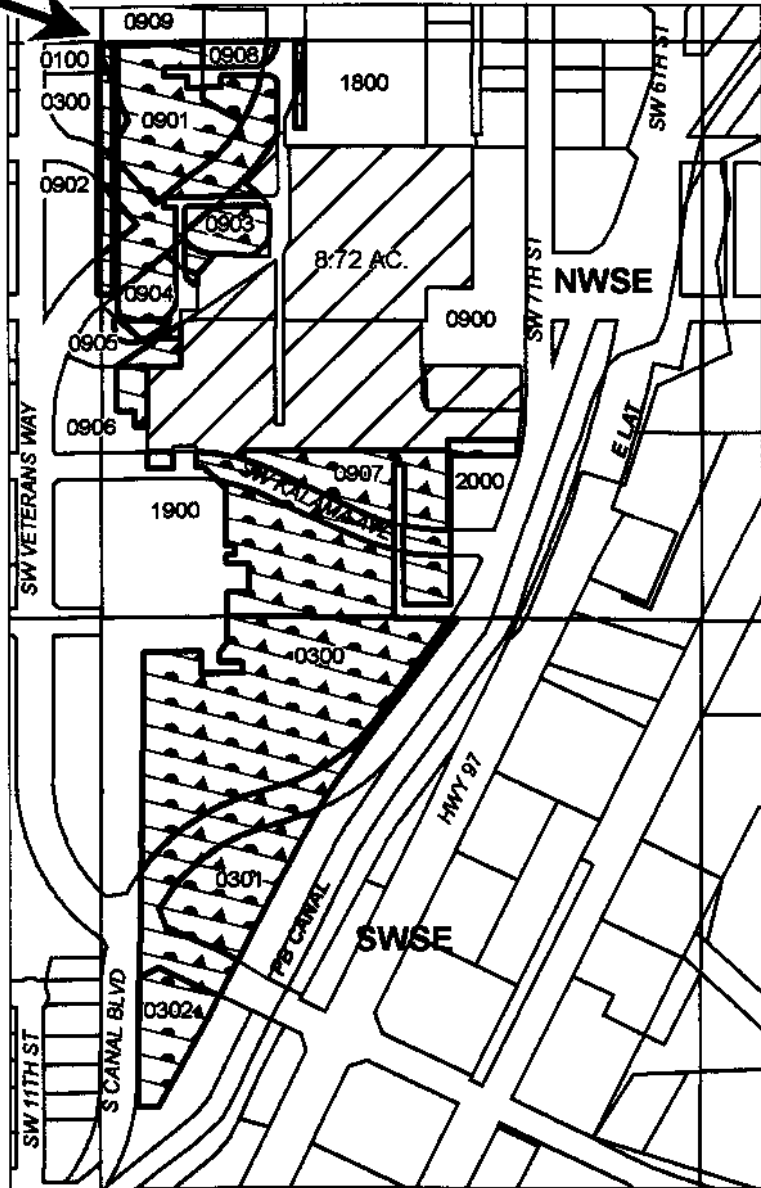 0909
0100
0908
0300
1800
0901
SW 6TH ST
0902
0903
8.72 AC.
SW 7TH ST
NWSE
0904
0900
0905
0906
E LAT
SW VETERANS WAY
0907
SW KALAMA AVE
2000
1900
0300
HWY 97
0301
PB CANAL
SWSE
0302
S CANAL BLVD
SW 11TH ST